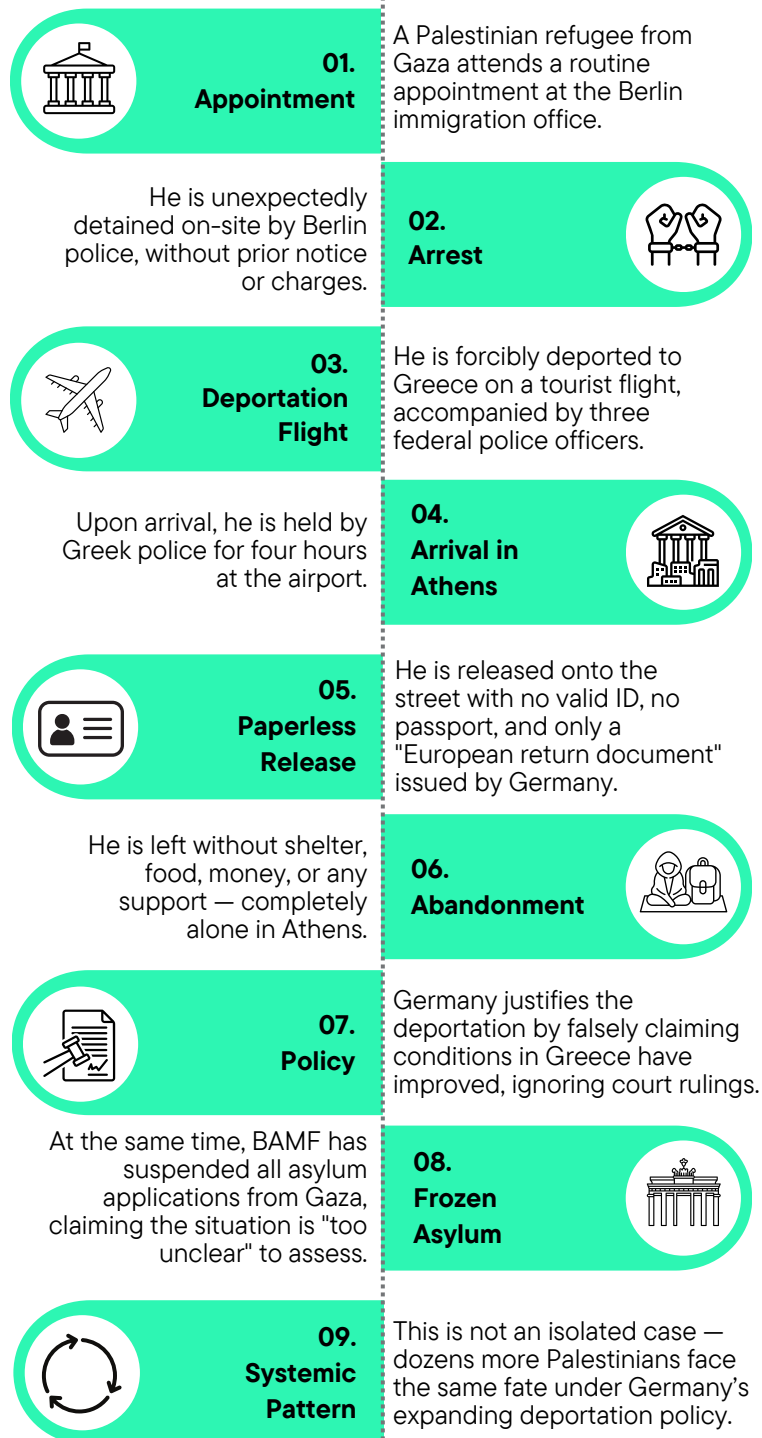 01.
Appointment
A Palestinian refugee from
Gaza attends a routine
appointment at the Berlin
immigration office.
02.
Arrest
He is unexpectedly
detained on-site by Berlin
police, without prior notice
or charges.
03.
Deportation
Flight
He is forcibly deported to
Greece on a tourist flight,
accompanied by three
federal police officers.
04.
Arrival in
Athens
Upon arrival, he is held by
Greek police for four hours
at the airport.
05.
Paperless
Release
He is released onto the
street with no valid ID, no
passport, and only a
"European return document"
issued by Germany.
06.
Abandonment
He is left without shelter,
food, money, or any
support — completely
alone in Athens.
07.
Policy
Germany justifies the
deportation by falsely claiming
conditions in Greece have
improved, ignoring court rulings.
08.
Frozen
Asylum
At the same time, BAMF has
suspended all asylum
applications from Gaza,
claiming the situation is "too
unclear" to assess.
09.
Systemic
Pattern
This is not an isolated case —
dozens more Palestinians face
the same fate under Germany’s
expanding deportation policy.